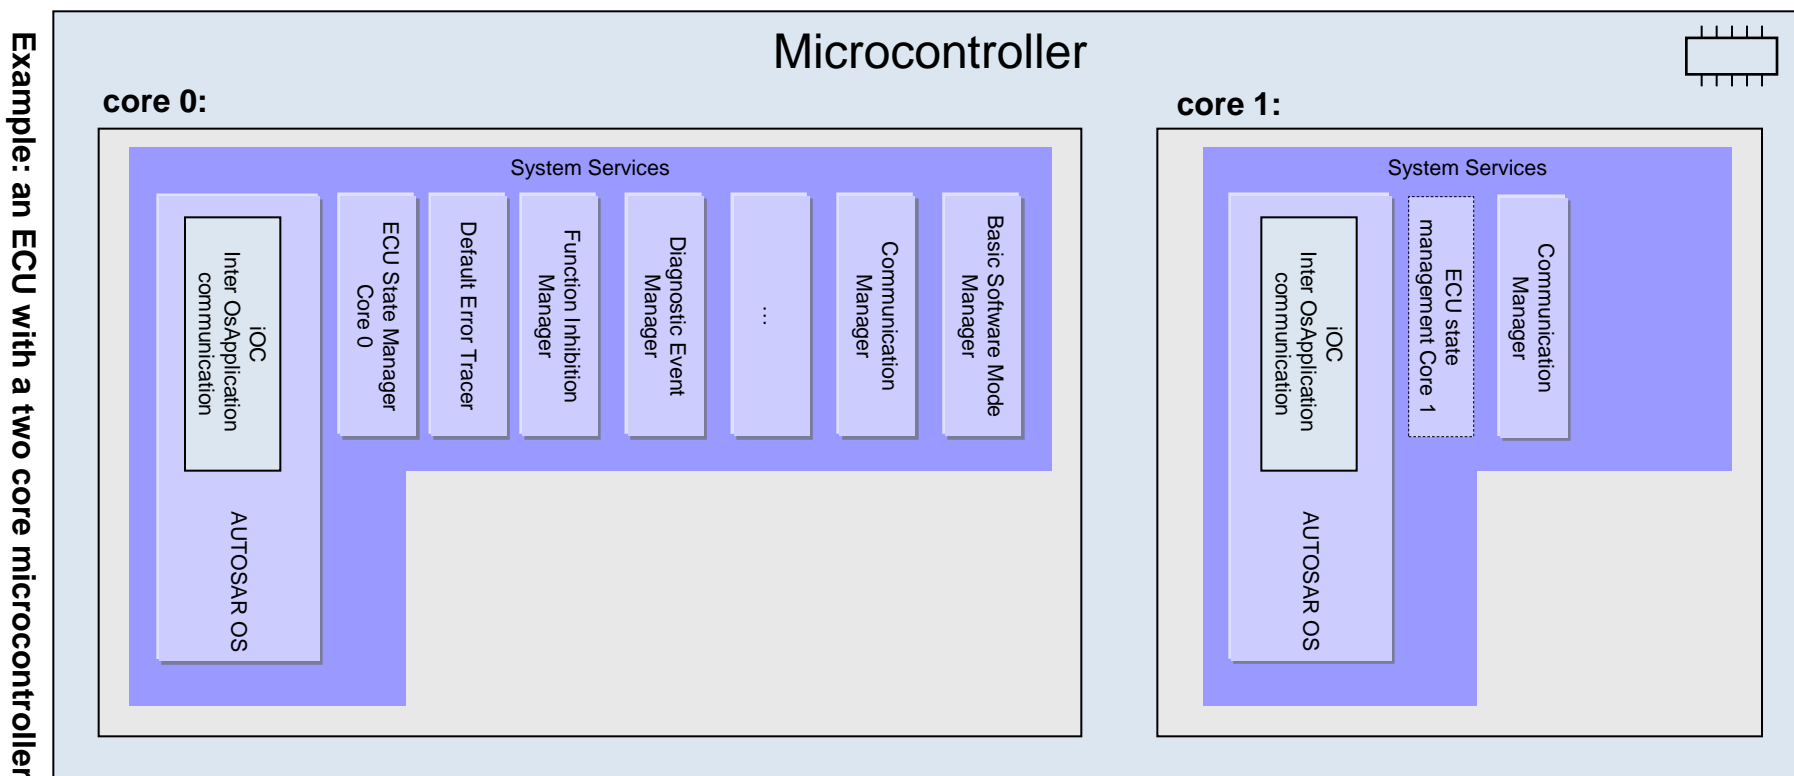 Example: an ECU with a two core microcontroller
Microcontroller
core 0:
System Services
iOC
Inter OsApplication
communication
AUTOSAR OS
ECU State Manager
Core 0
Default Error Tracer
Function Inhibition
Manager
Diagnostic Event
Manager
...
Communication
Manager
Basic Software Mode
Manager
core 1:
System Services
iOC
Inter OsApplication
communication
AUTOSAR OS
ECU state
management Core 1
Communication
Manager